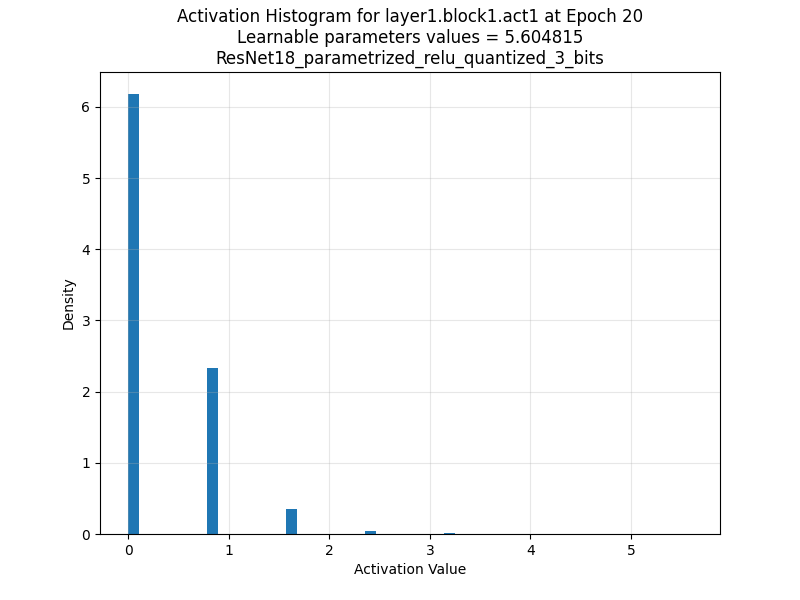 Activation Histogram for layer1.block1.act1 at Epoch 20
Learnable parameters values = 5.604815
ResNet18_parametrized_relu_quantized_3_bits
6
5
4
3
2
1
0
Density
0 1 2 3 4 5
Activation Value